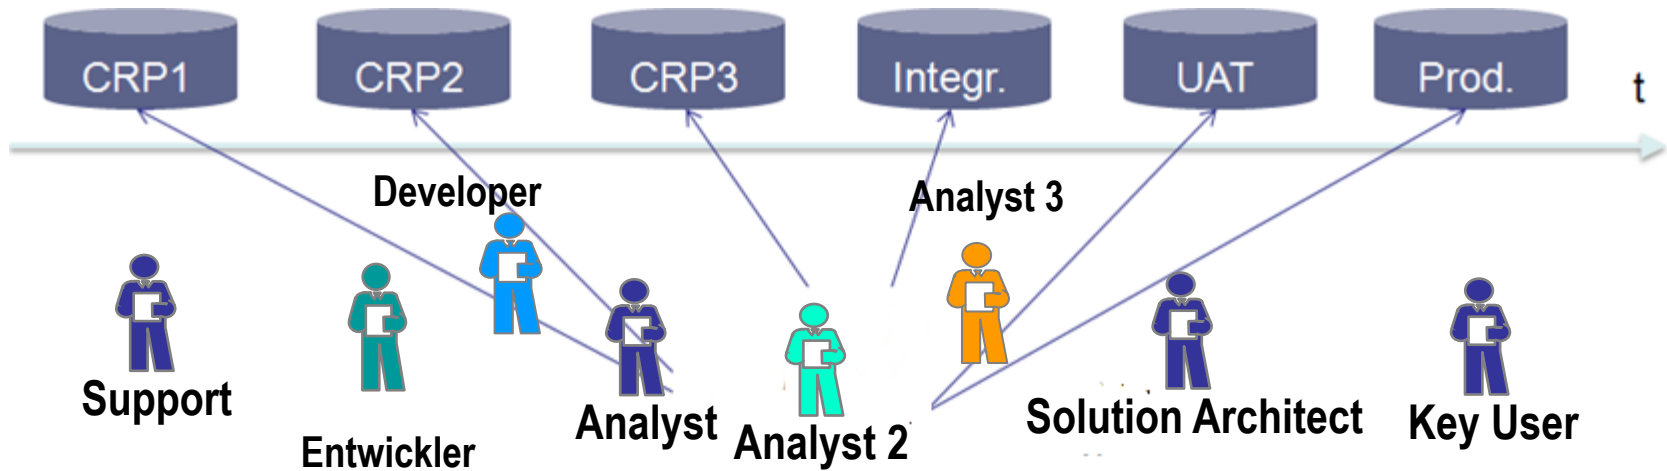 CRP1
CRP2
CRP3
Integr.
UAT
Prod.
t
Developer
Analyst 3
Support
Entwickler
Analyst
Analyst 2
Solution Architect
Key User